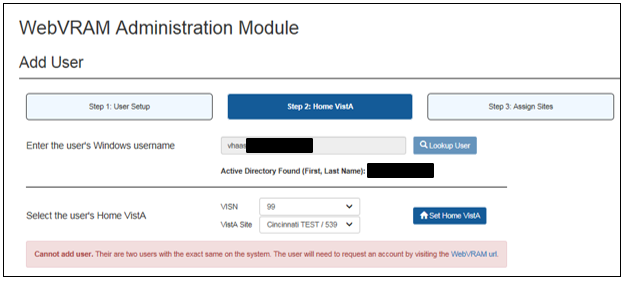 WebVRAM Administration Module
Add User
Step 1: User Setup
Step 2: Home VistA
Step 3: Assign Sites
Enter the user's Windows username
vhaas
Lookup User
Active Directory Found (First, Last Name):
Select the user's Home VistA
VISN
99
VistA Site
Cincinnati TEST / 539
Set Home VistA
Cannot add user. Their are two users with the exact same on the system. The user will need to request an account by visiting the WebVRAM url.